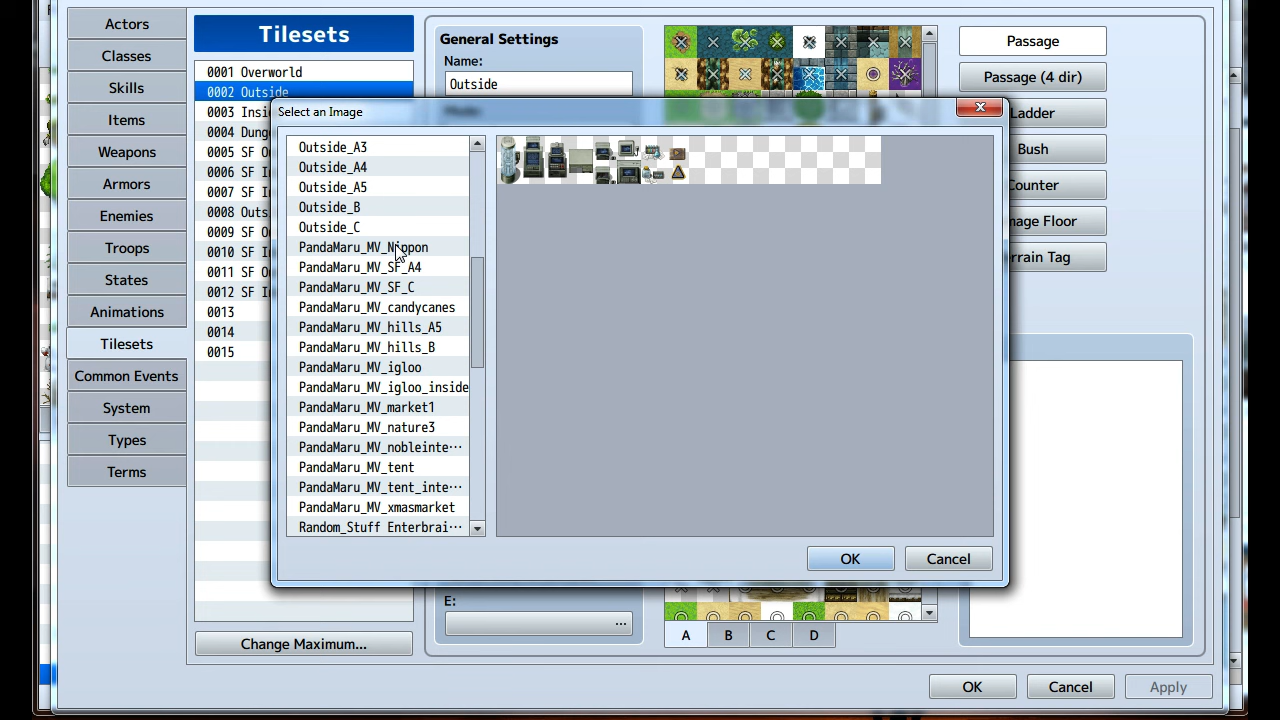 Actors
Classes
Skills
Items
Weapons
Armors
Enemies
Troops
States
Animations
Tilesets
Common Events
System
Types
Terms
Tilesets
0001 Overworld
0002 Outside
0003 Insi
0004 Dung
0005 SF O
0006 SF I
0007 SF I
0008 Outs
0009 SF O
0010 SF I
0011 SF O
0012 SF I
0013
0014
0015
Change Maximum...
General Settings
Name:
Outside
Select an Image
Outside_A3
Outside_A4
Outside_A5
Outside_B
Outside_C
PandaMaru_MV_Nippon
PandaMaru_MV_SF_A4
PandaMaru_MV_SF_C
PandaMaru_MV_candycanes
PandaMaru_MV_hills_A5
PandaMaru_MV_hills_B
PandaMaru_MV_igloo
PandaMaru_MV_igloo_inside
PandaMaru_MV_market1
PandaMaru_MV_nature3
PandaMaru_MV_nobleinte···
PandaMaru_MV_tent
PandaMaru_MV_tent_inte···
PandaMaru_MV_xmasmarket
Random_Stuff Enterbrai···
OK
Cancel
E:
...
A
B
C
D
Passage
Passage (4 dir)
Ladder
Bush
Counter
mage Floor
rrain Tag
OK
Cancel
Apply